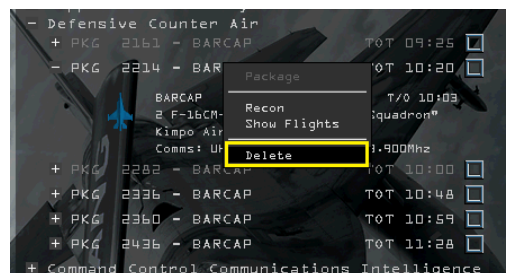 - Defensive Counter Air
+ PKG 2161 - BARCAP TOT 09:25
- PKG 2214 - BAR TOT 10:20
Package
BARCAP T/O 10:03
2 F-16CM- Squadron"
Recon
Show Flights
Kimpo Air
Comms: UH 3.900Mhz
Delete
+ PKG 2282 - BARCAP TOT 10:00
+ PKG 2336 - BARCAP TOT 10:48
+ PKG 2360 - BARCAP TOT 10:59
+ PKG 2436 - BARCAP TOT 11:28
+ Command Control Communications Intelligence